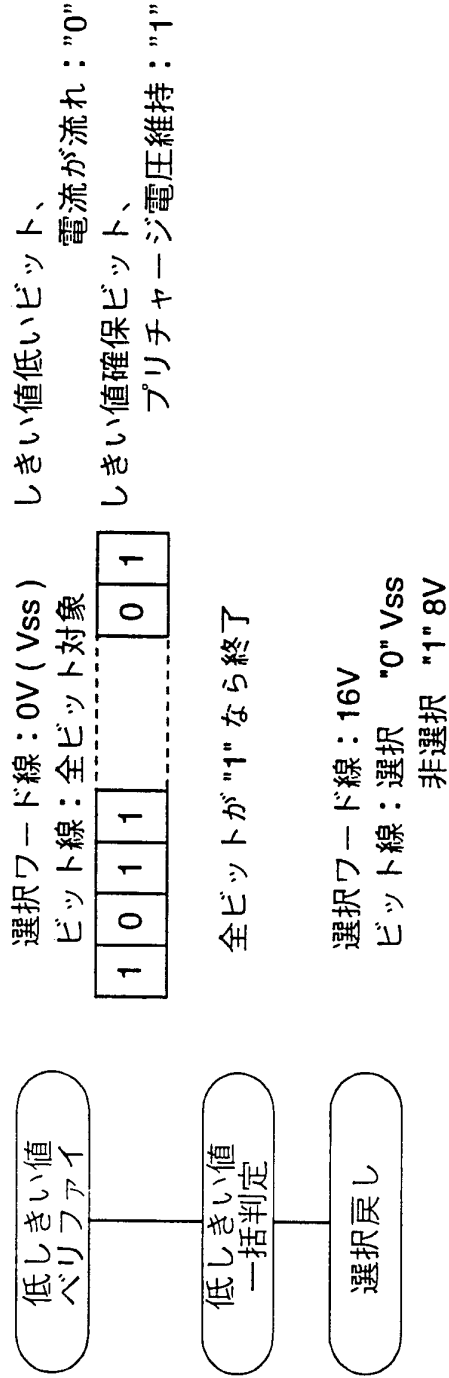 低しきい値
ベリファイ
選択ワード線：0V ( Vss )
ビット線：全ビット対象
1 0 1 1 0 1
しきい値低いビット、
電流が流れ："0"
しきい値確保ビット、
プリチャージ電圧維持："1"
低しきい値
一括判定
全ビットが "1" なら終了
選択戻し
選択ワード線：16V
ビット線：選択 "0" Vss
非選択 "1" 8V